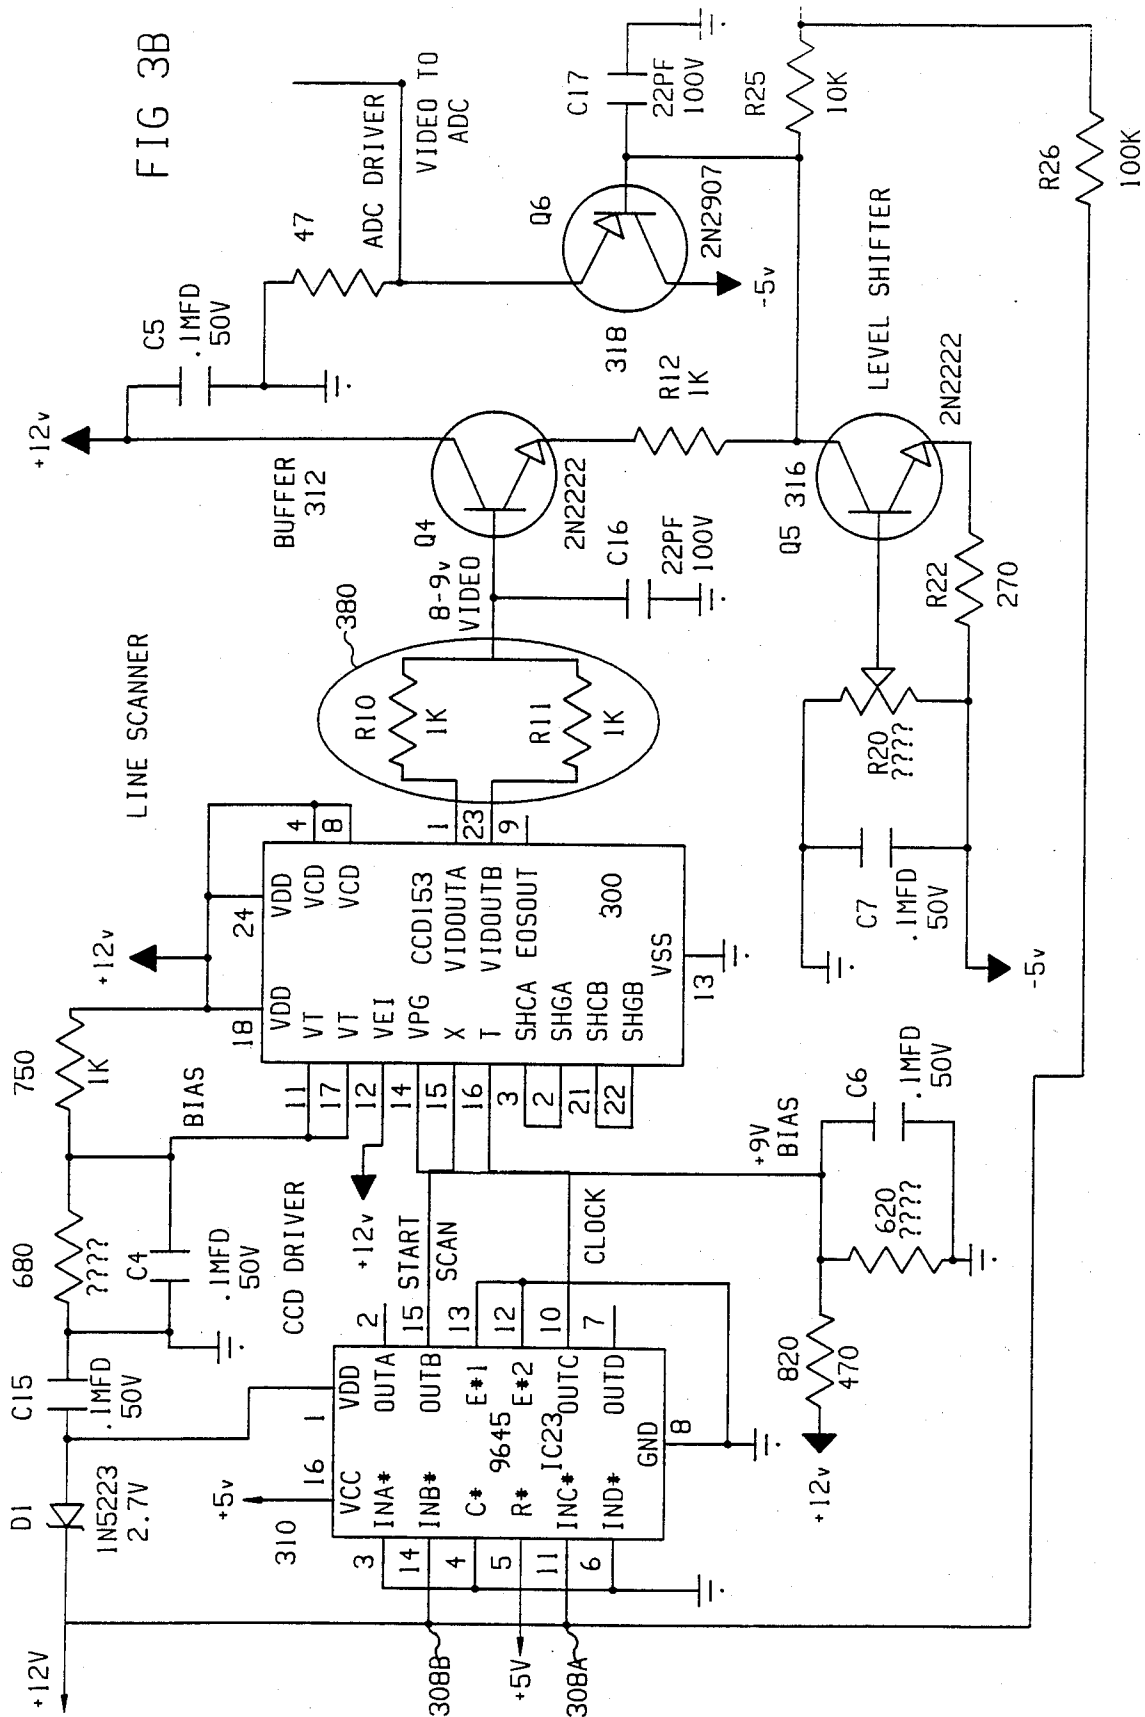 FIG 3B
+12V
D1
1N5223
2.7V
C15
.1MFD
50V
680
????
C4
.1MFD
50V
750
1K
BIAS
+12v
LINE SCANNER
+5v
310
16
1
VCC
VDD
3
INA*
OUTA
2
14
INB*
OUTB
15
4
C*
E*1
13
9645
5
R*
E*2
12
IC23
11
INC*
OUTC
10
6
IND*
OUTD
7
GND
8
308B
+5V
308A
CCD DRIVER
START
SCAN
CLOCK
+12v
18
24
VDD
VDD
11
VT
VCD
4
17
VT
VCD
8
12
VEI
14
VPG
CCD153
15
X
VIDOUTA
1
16
T
VIDOUTB
23
3
SHCA
EOSOUT
9
2
SHGA
21
SHCB
300
22
SHGB
VSS
13
380
R10
1K
R11
1K
8-9v
VIDEO
BUFFER
312
+12v
C5
.1MFD
50V
Q4
2N2222
C16
22PF
100V
47
ADC DRIVER
VIDEO TO
ADC
Q6
318
2N2907
-5v
C17
22PF
100V
R12
1K
R25
10K
316
LEVEL SHIFTER
Q5
2N2222
R22
270
R20
????
C7
.1MFD
50V
-5v
+9V
BIAS
C6
.1MFD
50V
620
????
820
470
+12v
R26
100K